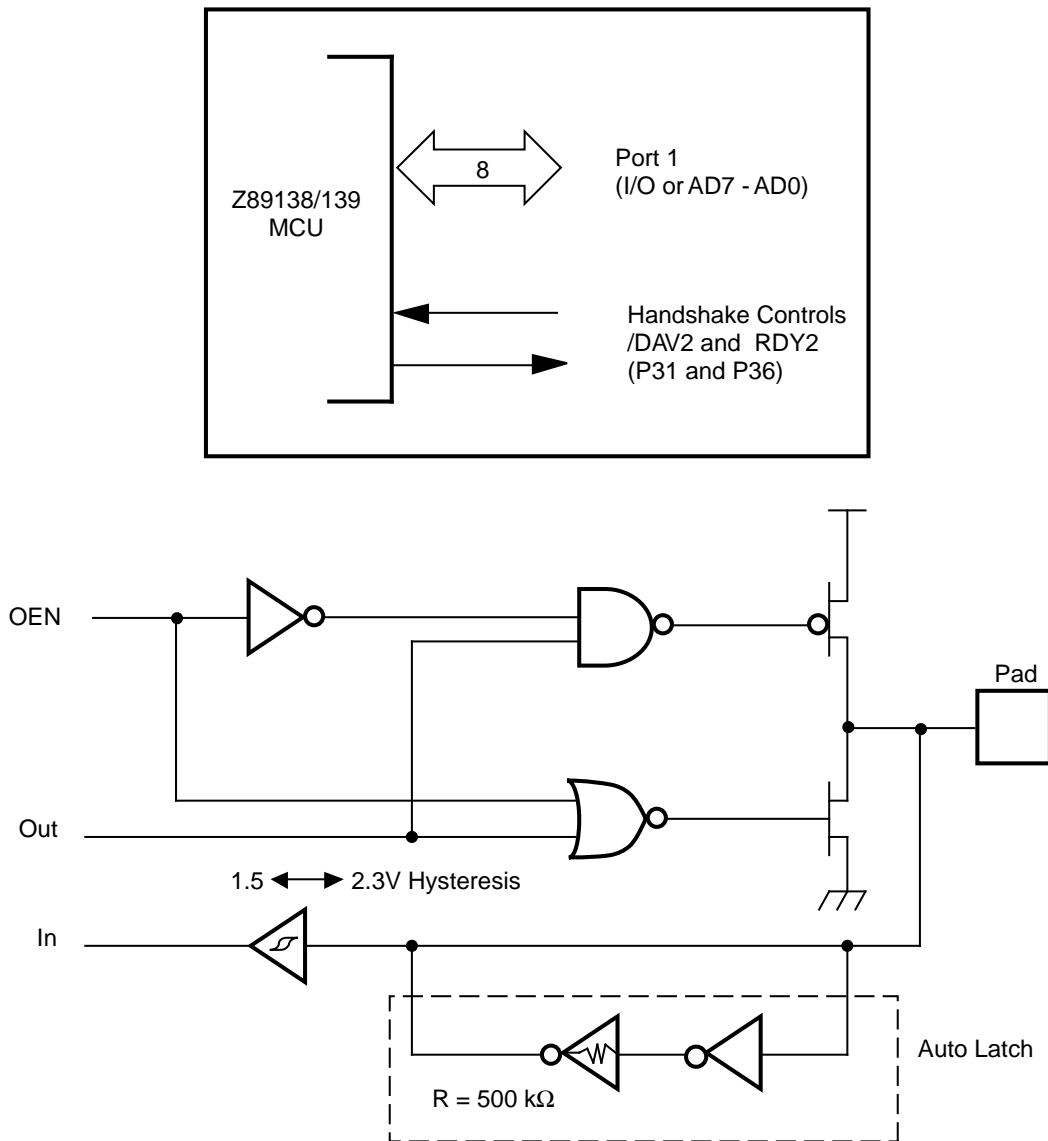 Z89138/139
MCU
8
Port 1
(I/O or AD7 - AD0)
Handshake Controls
/DAV2 and RDY2
(P31 and P36)
OEN
Pad
Out
1.5 2.3V Hysteresis
In
Auto Latch
R = 500 kΩ